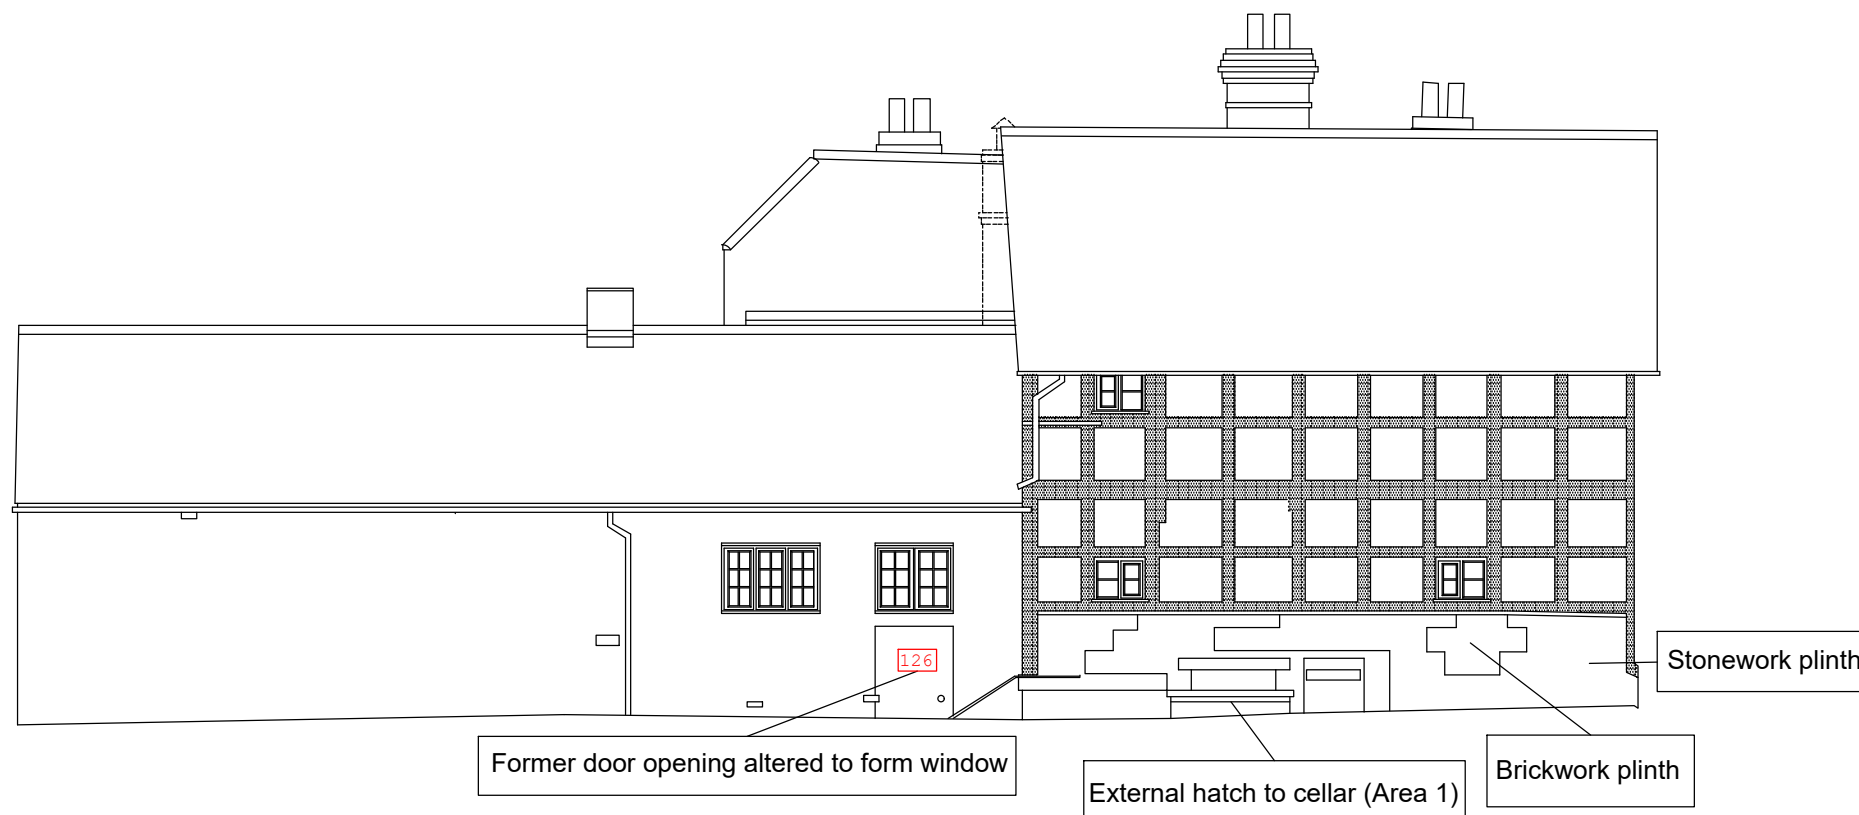 126
Stonework plinth
Former door opening altered to form window
Brickwork plinth
External hatch to cellar (Area 1)